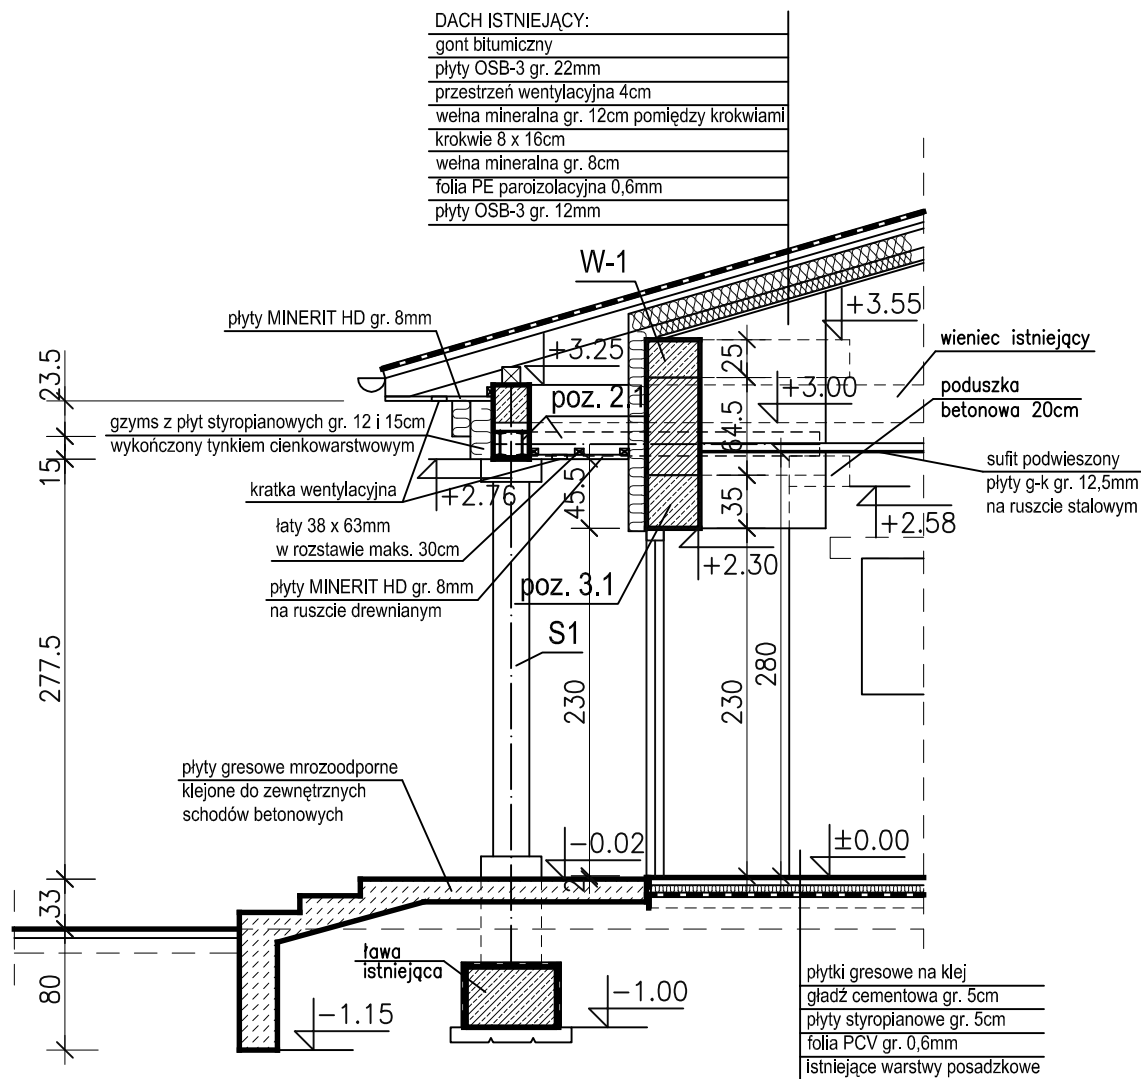 DACH ISTNIEJĄCY:
gont bitumiczny
płyty OSB-3 gr. 22mm
przestrzeń wentylacyjna 4cm
wełna mineralna gr. 12cm pomiędzy krokwiami
krokwie 8 x 16cm
wełna mineralna gr. 8cm
folia PE paroizolacyjna 0,6mm
płyty OSB-3 gr. 12mm
W-1
+3.55
płyty MINERIT HD gr. 8mm
wieniec istniejący
+3.25
25
23.5
+3.00
poduszka
betonowa 20cm
poz. 2.1
gzyms z płyt styropianowych gr. 12 i 15cm
wykończony tynkiem cienkowarstwowym
64.5
15
sufit podwieszony
płyty g-k gr. 12,5mm
na ruszcie stalowym
kratka wentylacyjna
+2.76
45.5
35
+2.58
łaty 38 x 63mm
w rozstawie maks. 30cm
+2.30
płyty MINERIT HD gr. 8mm
na ruszcie drewnianym
poz. 3.1
S1
277.5
230
230
280
płyty gresowe mrozoodporne
klejone do zewnętrznych
schodów betonowych
-0.02
±0.00
2
33
ława
istniejąca
80
-1.15
-1.00
płytki gresowe na klej
gładź cementowa gr. 5cm
płyty styropianowe gr. 5cm
folia PCV gr. 0,6mm
istniejące warstwy posadzkowe